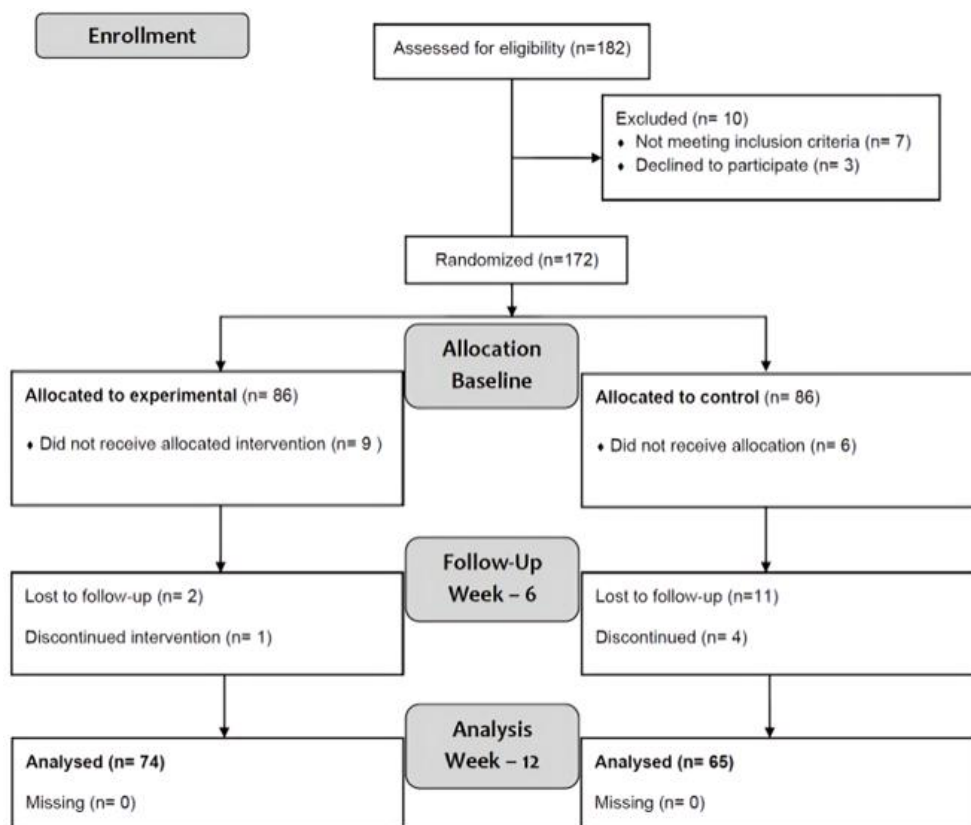 Enrollment
Assessed for eligibility (n=182)
Excluded (n= 10)
♦ Not meeting inclusion criteria (n= 7)
♦ Declined to participate (n= 3)
Randomized (n=172)
Allocation
Baseline
Allocated to experimental (n= 86)
♦ Did not receive allocated intervention (n= 9 )
Allocated to control (n= 86)
♦ Did not receive allocation (n= 6)
Follow-Up
Week – 6
Lost to follow-up (n= 2)
Discontinued intervention (n= 1)
Lost to follow-up (n=11)
Discontinued (n= 4)
Analysis
Week – 12
Analysed (n= 74)
Missing (n= 0)
Analysed (n= 65)
Missing (n= 0)